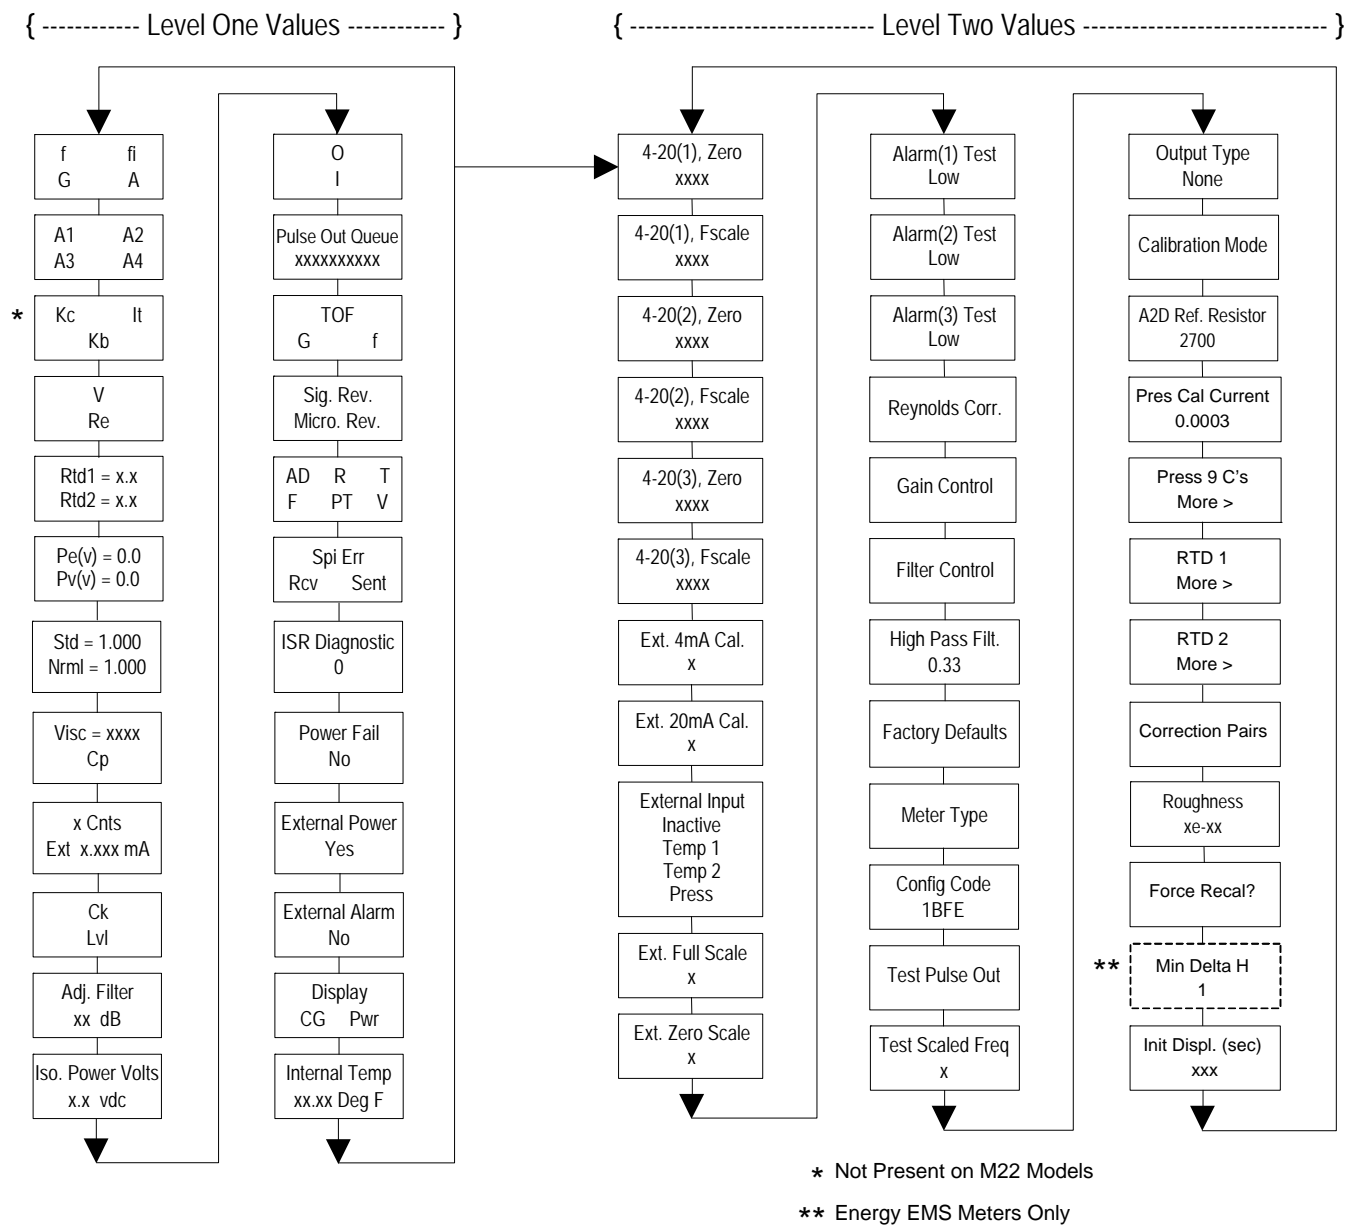 { ------------ Level One Values ------------ }
{ ------------------------------- Level Two Values ------------------------------- }
f fi
G A
A1 A2
A3 A4
* Kc It
Kb
V
Re
Rtd1 = x.x
Rtd2 = x.x
Pe(v) = 0.0
Pv(v) = 0.0
Std = 1.000
Nrml = 1.000
Visc = xxxx
Cp
x Cnts
Ext x.xxx mA
Ck
Lvl
Adj. Filter
xx dB
Iso. Power Volts
x.x vdc
O
I
Pulse Out Queue
xxxxxxxxxx
TOF
G f
Sig. Rev.
Micro. Rev.
AD R T
F PT V
Spi Err
Rcv Sent
ISR Diagnostic
0
Power Fail
No
External Power
Yes
External Alarm
No
Display
CG Pwr
Internal Temp
xx.xx Deg F
4-20(1), Zero
xxxx
4-20(1), Fscale
xxxx
4-20(2), Zero
xxxx
4-20(2), Fscale
xxxx
4-20(3), Zero
xxxx
4-20(3), Fscale
xxxx
Ext. 4mA Cal.
x
Ext. 20mA Cal.
x
External Input
Inactive
Temp 1
Temp 2
Press
Ext. Full Scale
x
Ext. Zero Scale
x
Alarm(1) Test
Low
Alarm(2) Test
Low
Alarm(3) Test
Low
Reynolds Corr.
Gain Control
Filter Control
High Pass Filt.
0.33
Factory Defaults
Meter Type
Config Code
1BFE
Test Pulse Out
Test Scaled Freq
x
Output Type
None
Calibration Mode
A2D Ref. Resistor
2700
Pres Cal Current
0.0003
Press 9 C's
More >
RTD 1
More >
RTD 2
More >
Correction Pairs
Roughness
xe-xx
Force Recal?
** Min Delta H
1
Init Displ. (sec)
xxx
* Not Present on M22 Models
** Energy EMS Meters Only